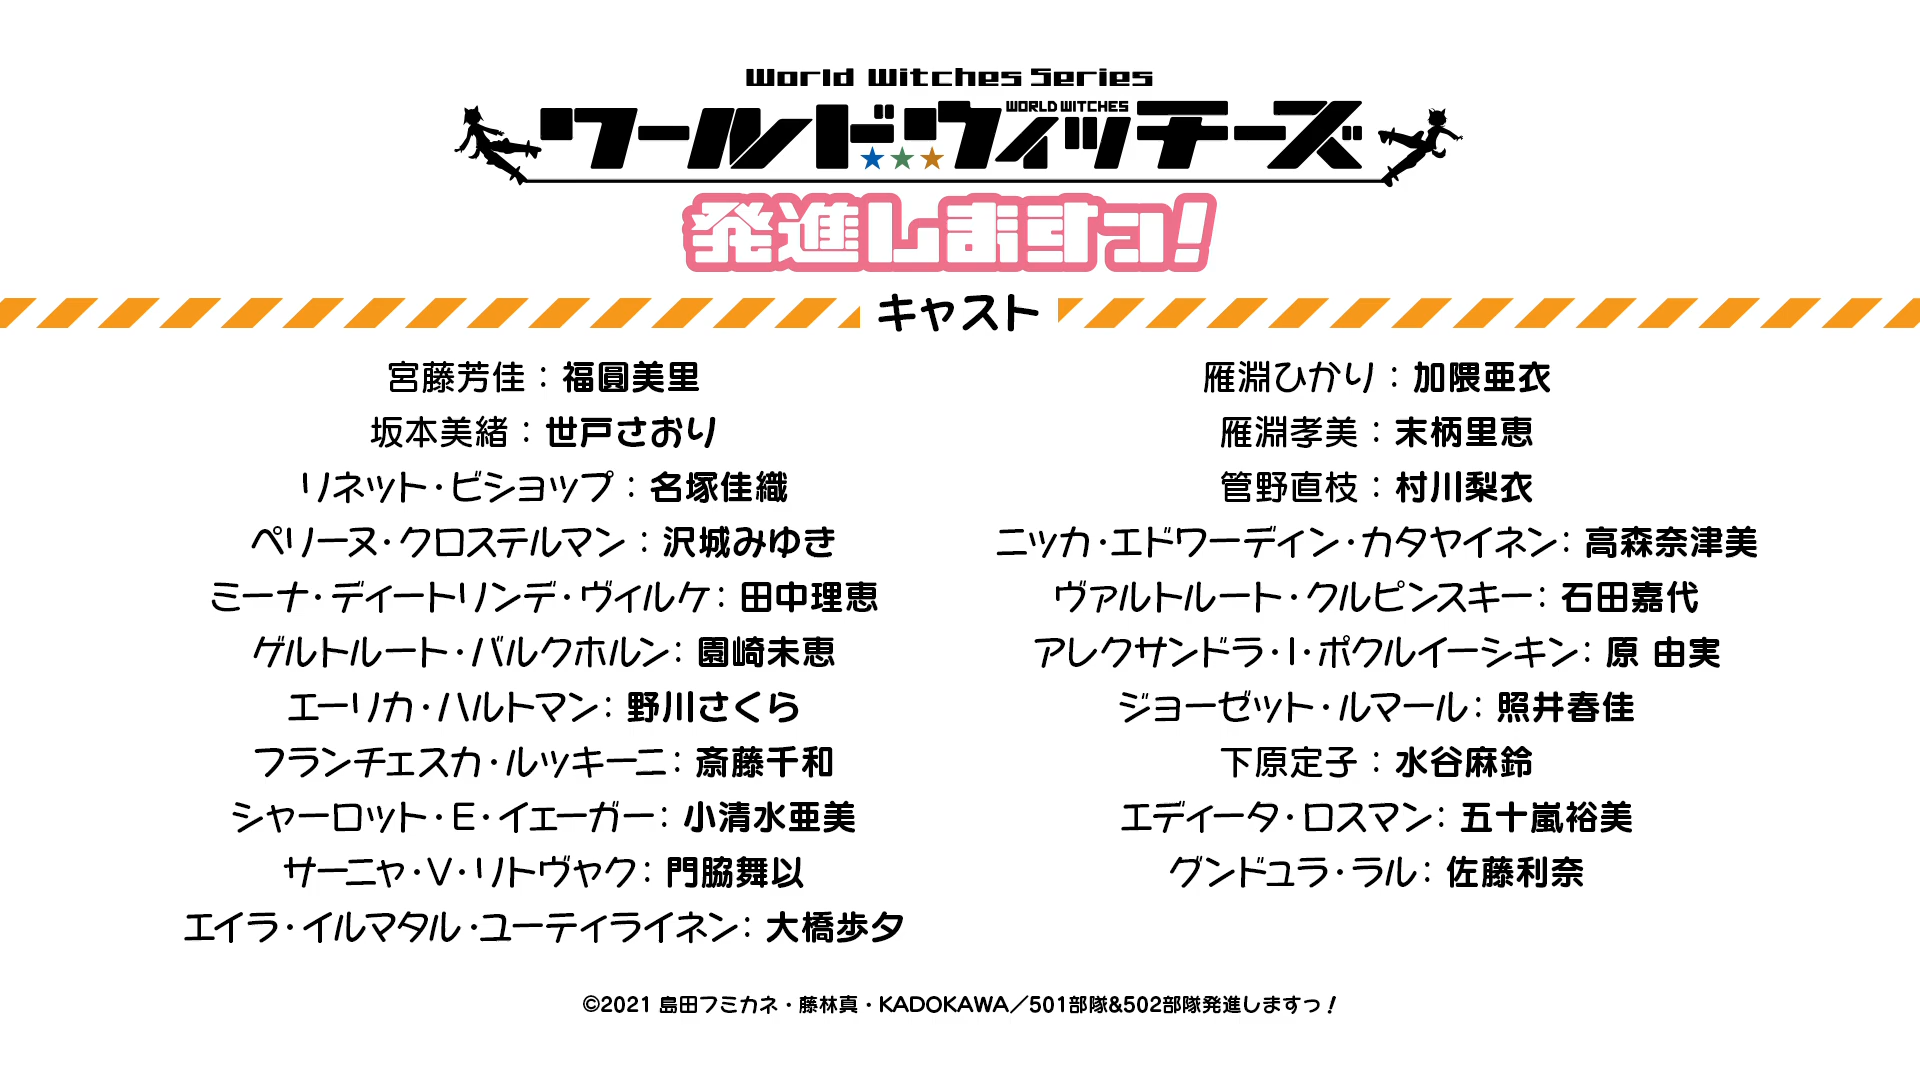 World Witches Series
ワールドウィッチーズ
WORLD WITCHES
発進しますっ!
キャスト
宮藤芳佳：福圓美里
坂本美緒：世戸さおり
リネット・ビショップ：名塚佳織
ペリーヌ・クロステルマン：沢城みゆき
ミーナ・ディートリンデ・ヴィルケ：田中理恵
ゲルトルート・バルクホルン：園崎未恵
エーリカ・ハルトマン：野川さくら
フランチェスカ・ルッキーニ：斎藤千和
シャーロット・E・イェーガー：小清水亜美
サーニャ・V・リトヴャク：門脇舞以
エイラ・イルマタル・ユーティライネン：大橋歩夕
雁淵ひかり：加隈亜衣
雁淵孝美：末柄里恵
管野直枝：村川梨衣
ニッカ・エドワーディン・カタヤイネン：高森奈津美
ヴァルトルート・クルピンスキー：石田嘉代
アレクサンドラ・I・ポクルイーシキン：原 由実
ジョーゼット・ルマール：照井春佳
下原定子：水谷麻鈴
エディータ・ロスマン：五十嵐裕美
グンドュラ・ラル：佐藤利奈
©2021 島田フミカネ・藤林真・KADOKAWA／501部隊&502部隊発進しますっ！